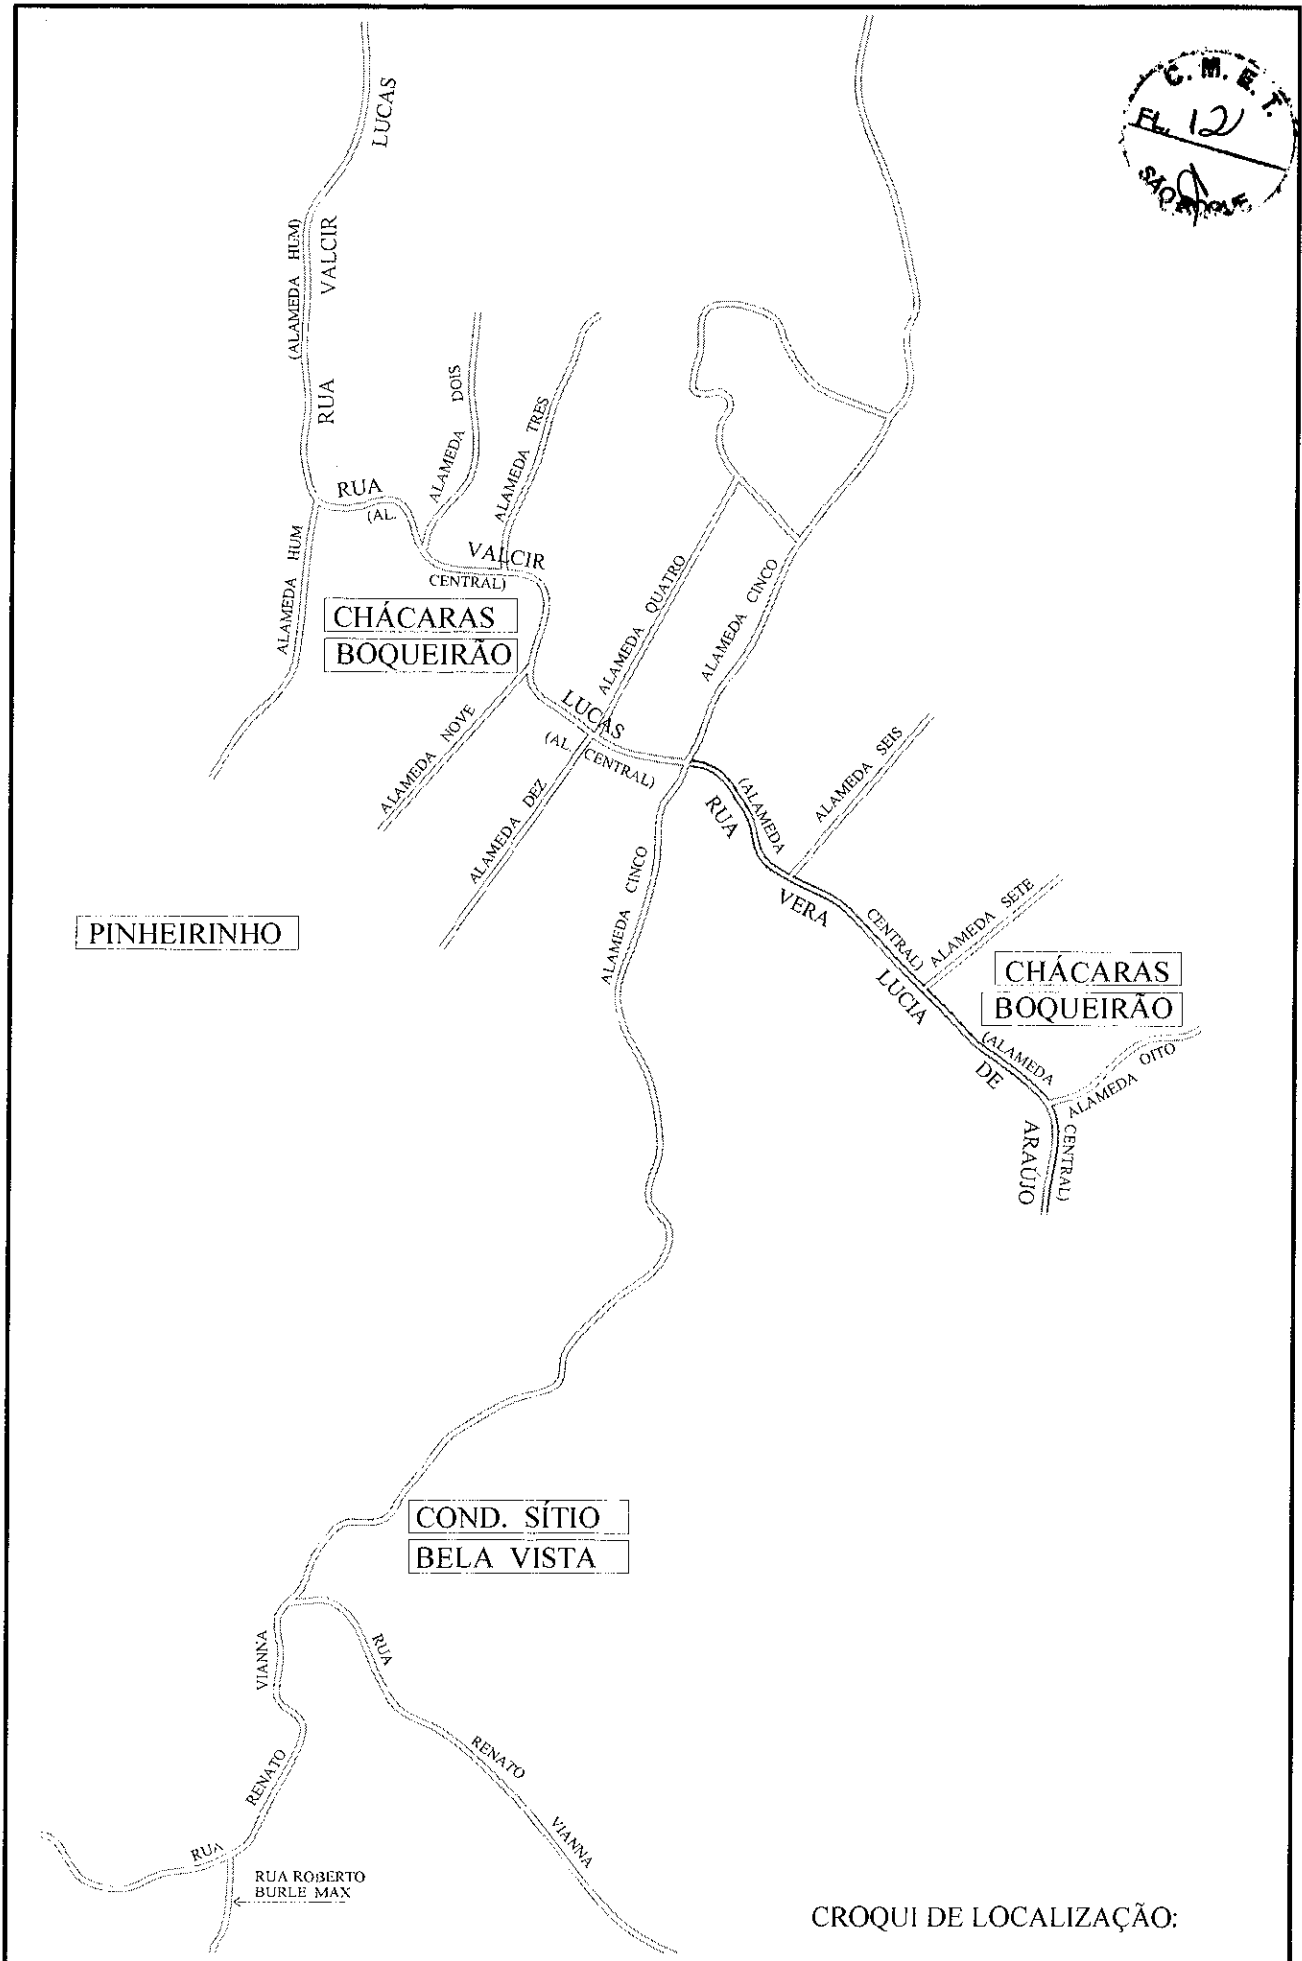 C. M. E. T.
FL. 12
SÃO ROQUE
LUCAS
VALCIR
(ALAMEDA HUM)
RUA
ALAMEDA DOIS
ALAMEDA TRES
RUA
(AL.
VALCIR
CENTRAL)
ALAMEDA HUM
CHÁCARAS
BOQUEIRÃO
ALAMEDA QUATRO
ALAMEDA CINCO
LUCAS
(AL. CENTRAL)
ALAMEDA NOVE
ALAMEDA DEZ
ALAMEDA SEIS
(ALAMEDA
RUA
ALAMEDA CINCO
VERA
CENTRAL)
ALAMEDA SETE
PINHEIRINHO
CHÁCARAS
BOQUEIRÃO
LUCIA
(ALAMEDA
DE
ALAMEDA OITO
CENTRAL)
ARAÚJO
COND. SÍTIO
BELA VISTA
VIANNA
RUA
RENATO
RENATO
VIANNA
RUA
RUA ROBERTO
BURLE MAX
CROQUI DE LOCALIZAÇÃO: